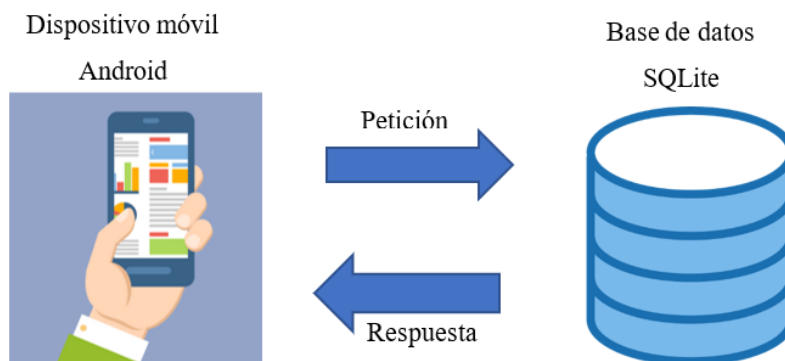 Dispositivo móvil
Android
Petición
Respuesta
Base de datos
SQLite